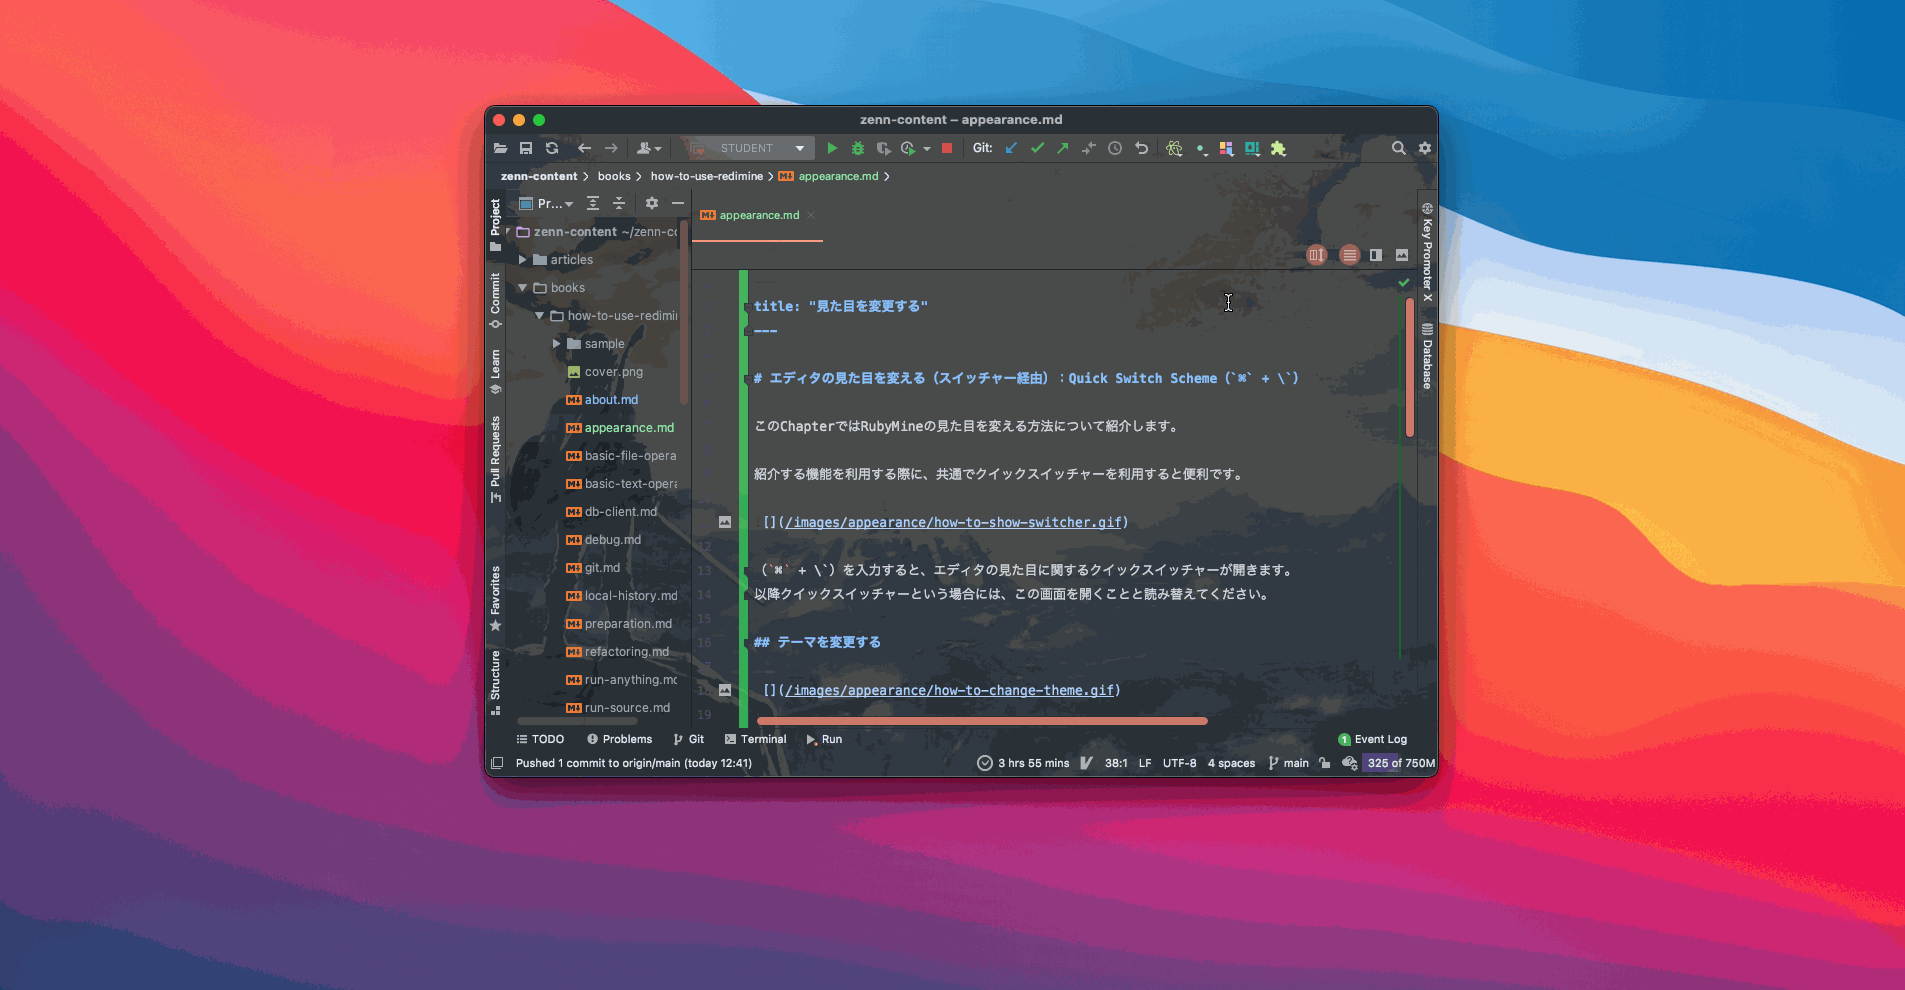 zenn-content – appearance.md
STUDENT
Git:
zenn-content
books
how-to-use-redimine
appearance.md
Project
Commit
Learn
Pull Requests
Favorites
Structure
Pr...
zenn-content ~/zenn-co
articles
books
how-to-use-redimi
sample
cover.png
about.md
appearance.md
basic-file-opera
basic-text-opera
db-client.md
debug.md
git.md
local-history.md
preparation.md
refactoring.md
run-anything.md
run-source.md
appearance.md
title: "見た目を変更する"
---
# エディタの見た目を変える（スイッチャー経由）：Quick Switch Scheme（`⌘` + \`）
このChapterではRubyMineの見た目を変える方法について紹介します。
紹介する機能を利用する際に、共通でクイックスイッチャーを利用すると便利です。
[](/images/appearance/how-to-show-switcher.gif)
12
13 （`⌘` + \`）を入力すると、エディタの見た目に関するクイックスイッチャーが開きます。
14 以降クイックスイッチャーという場合には、この画面を開くことと読み替えてください。
15
16 ## テーマを変更する
17
18 [](/images/appearance/how-to-change-theme.gif)
19
Key Promoter X
Database
TODO
Problems
Git
Terminal
Run
1 Event Log
Pushed 1 commit to origin/main (today 12:41)
3 hrs 55 mins
38:1
LF
UTF-8
4 spaces
main
325 of 750M